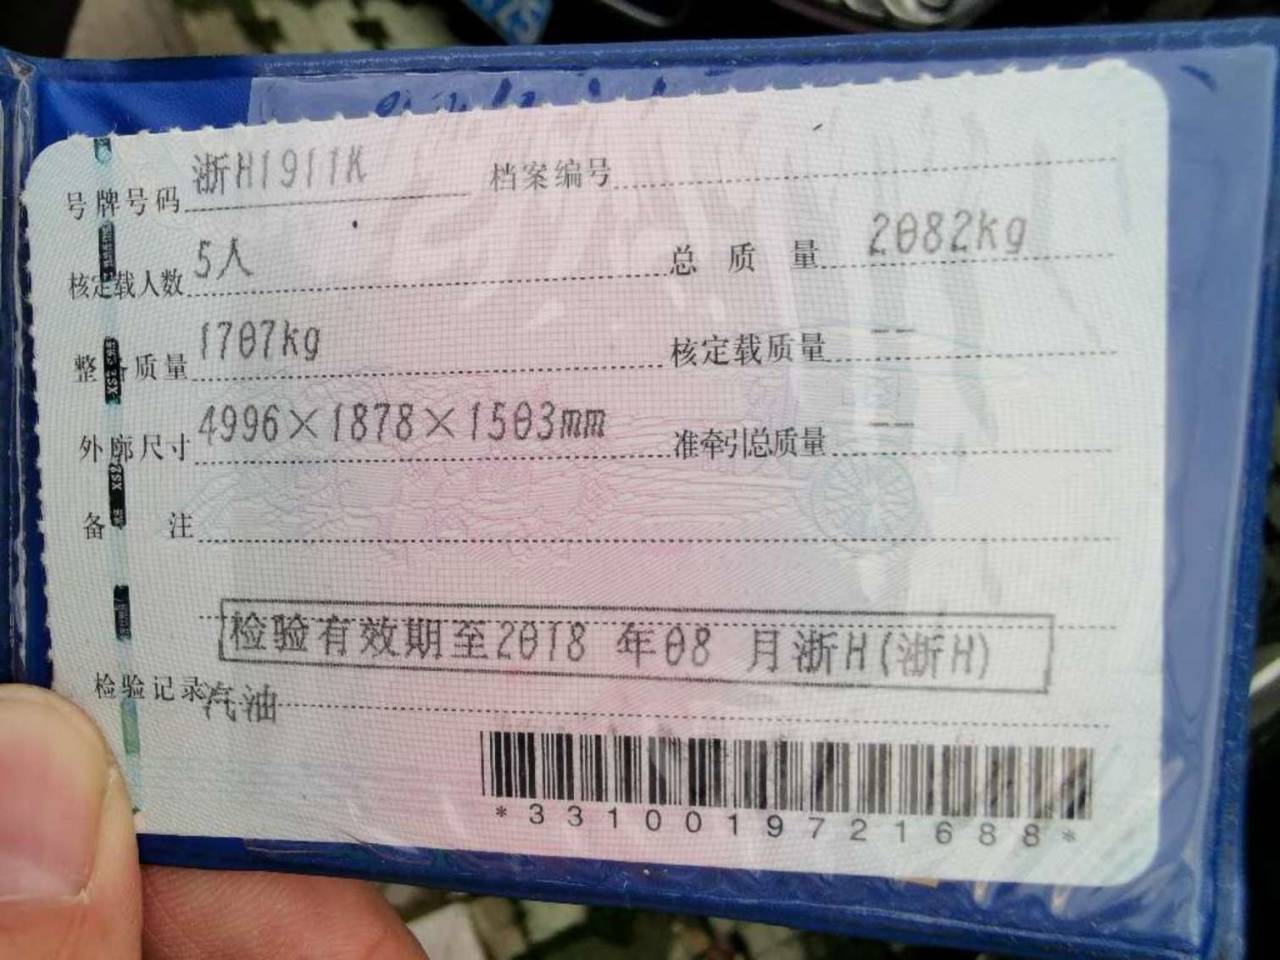 号牌号码 浙H1911K 档案编号
核定载人数 5人 总质量 2082kg
整备质量 1707kg 核定载质量 --
外廓尺寸 4996×1878×1503mm 准牵引总质量 --
备注
检验有效期至2018 年08 月浙H(浙H)
检验记录 汽油
*3310019721688*